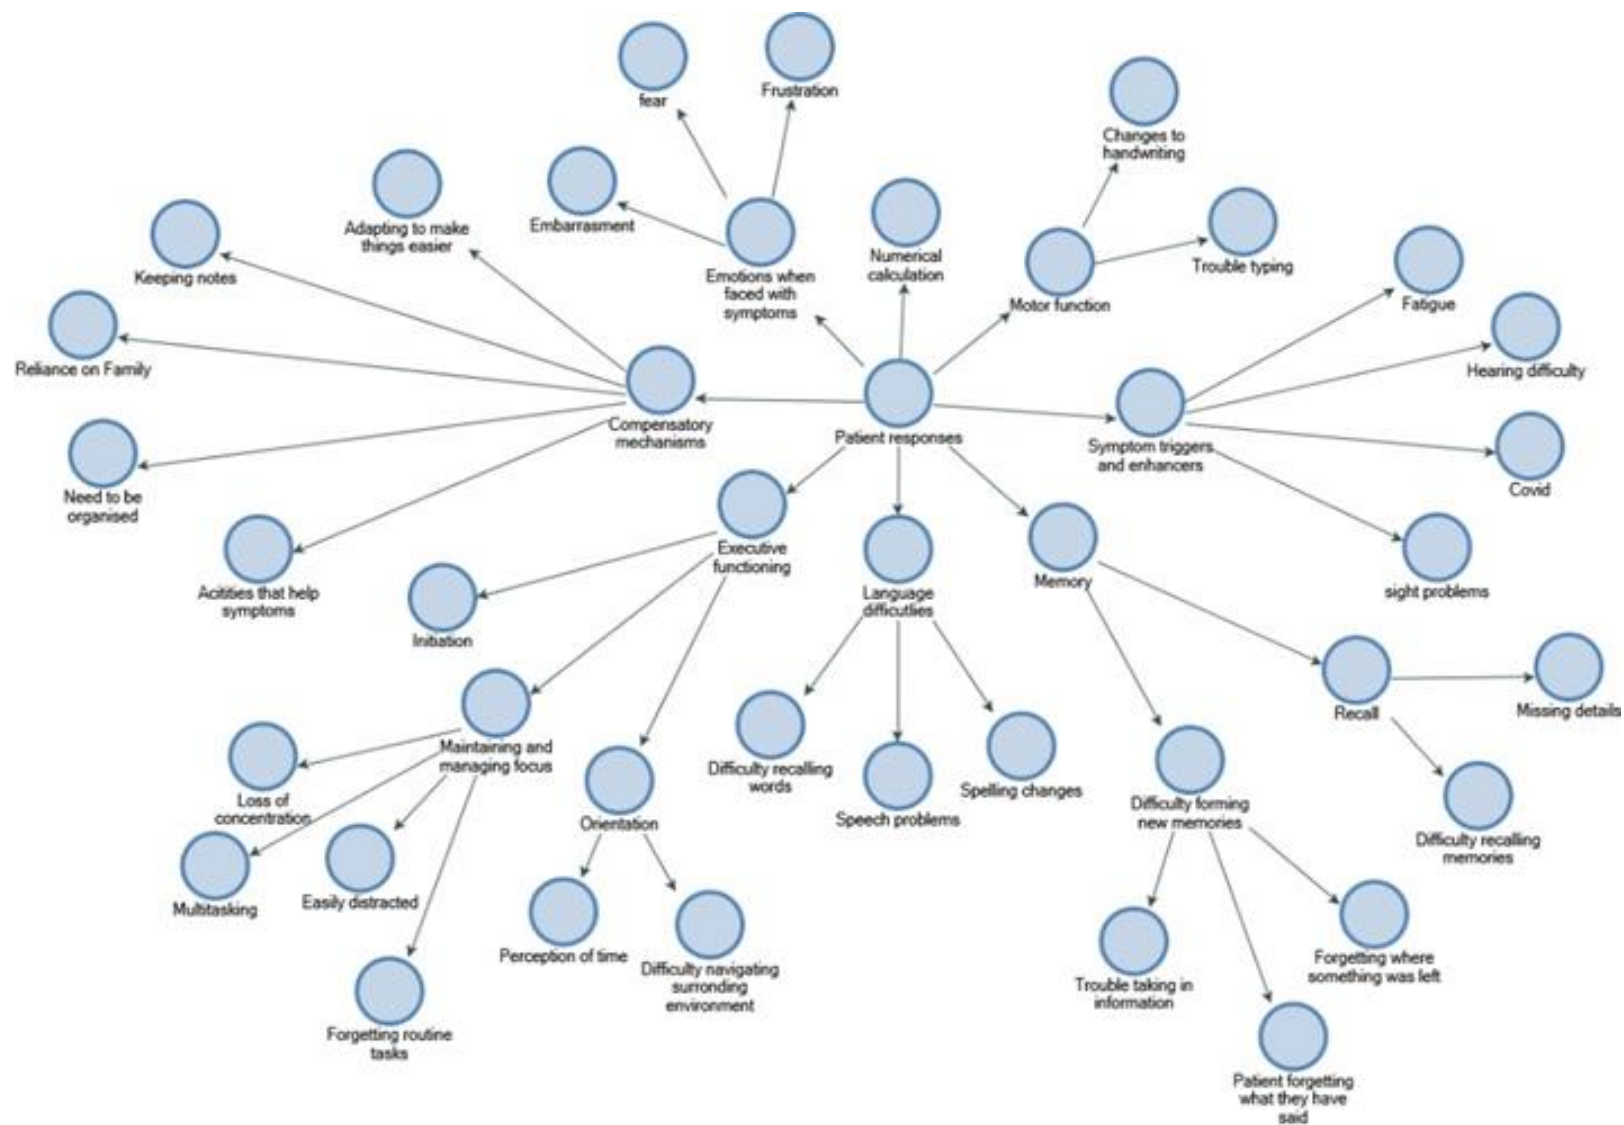 fear
Frustration
Changes to
handwriting
Embarrasment
Adapting to make
things easier
Keeping notes
Emotions when
faced with
symptoms
Numerical
calculation
Motor function
Trouble typing
Fatigue
Reliance on Family
Hearing difficulty
Compensatory
mechanisms
Patient responses
Symptom triggers
and enhancers
Need to be
organised
Covid
Executive
functioning
Language
difficutlies
Memory
Acitities that help
symptoms
sight problems
Initiation
Recall
Missing details
Maintaining and
managing focus
Difficulty recalling
words
Spelling changes
Speech problems
Loss of
concentration
Orientation
Difficulty forming
new memories
Difficulty recalling
memories
Multitasking
Easily distracted
Perception of time
Difficulty navigating
surronding
environment
Forgetting where
something was left
Trouble taking in
information
Forgetting routine
tasks
Patient forgetting
what they have
said